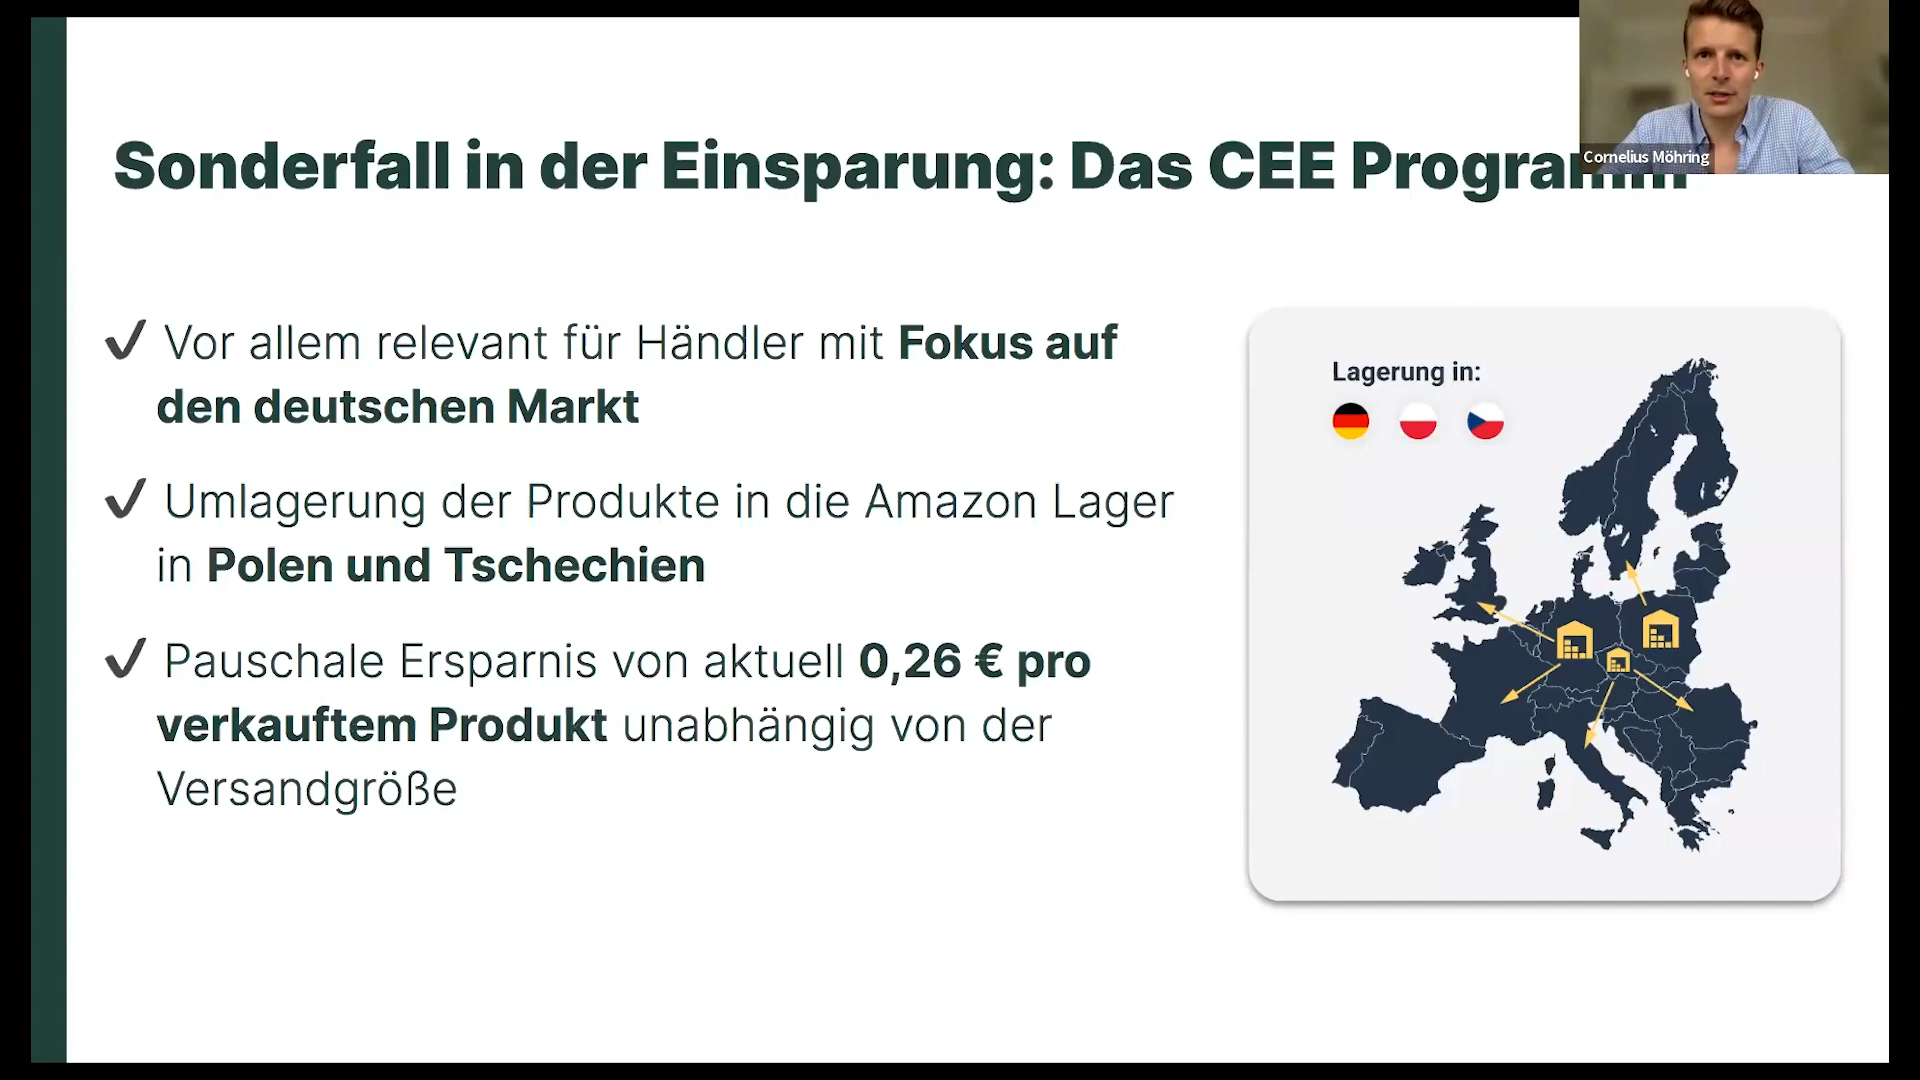 Sonderfall in der Einsparung: Das CEE Programm
Cornelius Möhring
✔ Vor allem relevant für Händler mit Fokus auf
den deutschen Markt
✔ Umlagerung der Produkte in die Amazon Lager
in Polen und Tschechien
✔ Pauschale Ersparnis von aktuell 0,26 € pro
verkauftem Produkt unabhängig von der
Versandgröße
Lagerung in: